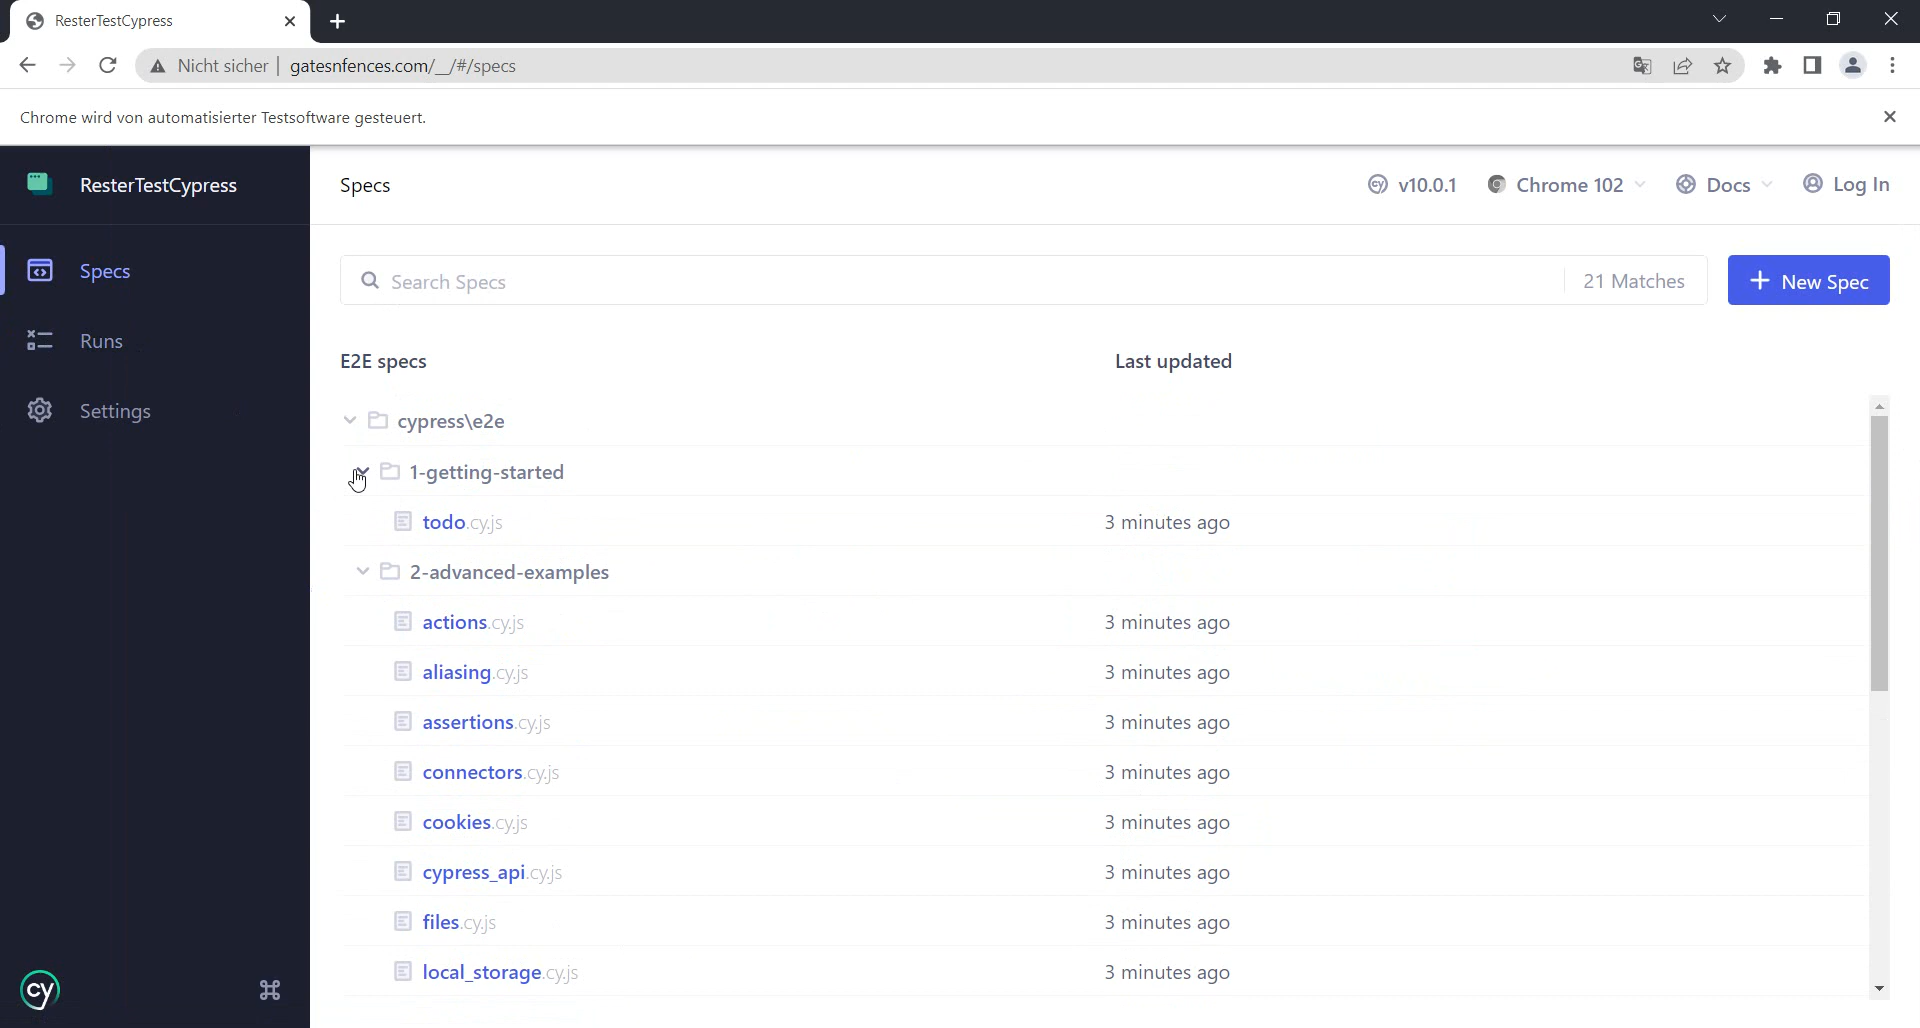 ResterTestCypress
Nicht sicher gatesnfences.com/__/#/specs
Chrome wird von automatisierter Testsoftware gesteuert.
ResterTestCypress
Specs
v10.0.1
Chrome 102
Docs
Log In
Specs
Runs
Settings
Search Specs
21 Matches
New Spec
E2E specs
Last updated
cypress\e2e
1-getting-started
todo.cy.js 3 minutes ago
2-advanced-examples
actions.cy.js 3 minutes ago
aliasing.cy.js 3 minutes ago
assertions.cy.js 3 minutes ago
connectors.cy.js 3 minutes ago
cookies.cy.js 3 minutes ago
cypress_api.cy.js 3 minutes ago
files.cy.js 3 minutes ago
local_storage.cy.js 3 minutes ago
cy